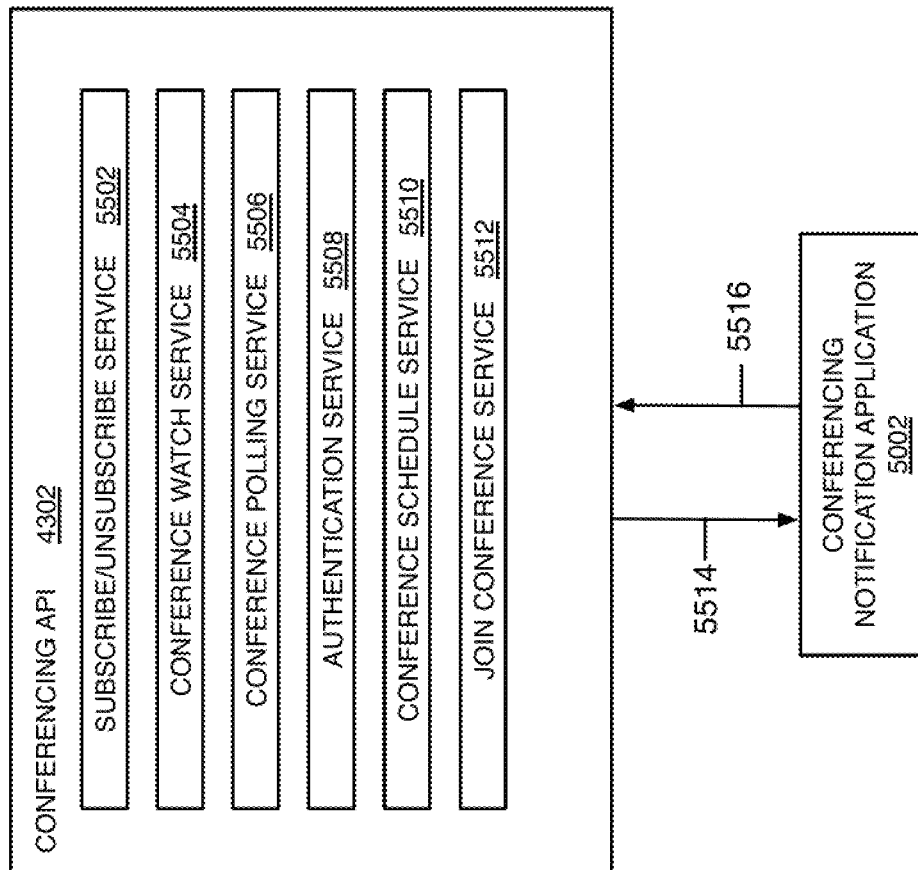 CONFERENCING API 4302
SUBSCRIBE/UNSUBSCRIBE SERVICE 5502
CONFERENCE WATCH SERVICE 5504
CONFERENCE POLLING SERVICE 5506
AUTHENTICATION SERVICE 5508
CONFERENCE SCHEDULE SERVICE 5510
JOIN CONFERENCE SERVICE 5512
5514
5516
CONFERENCING
NOTIFICATION APPLICATION
5002